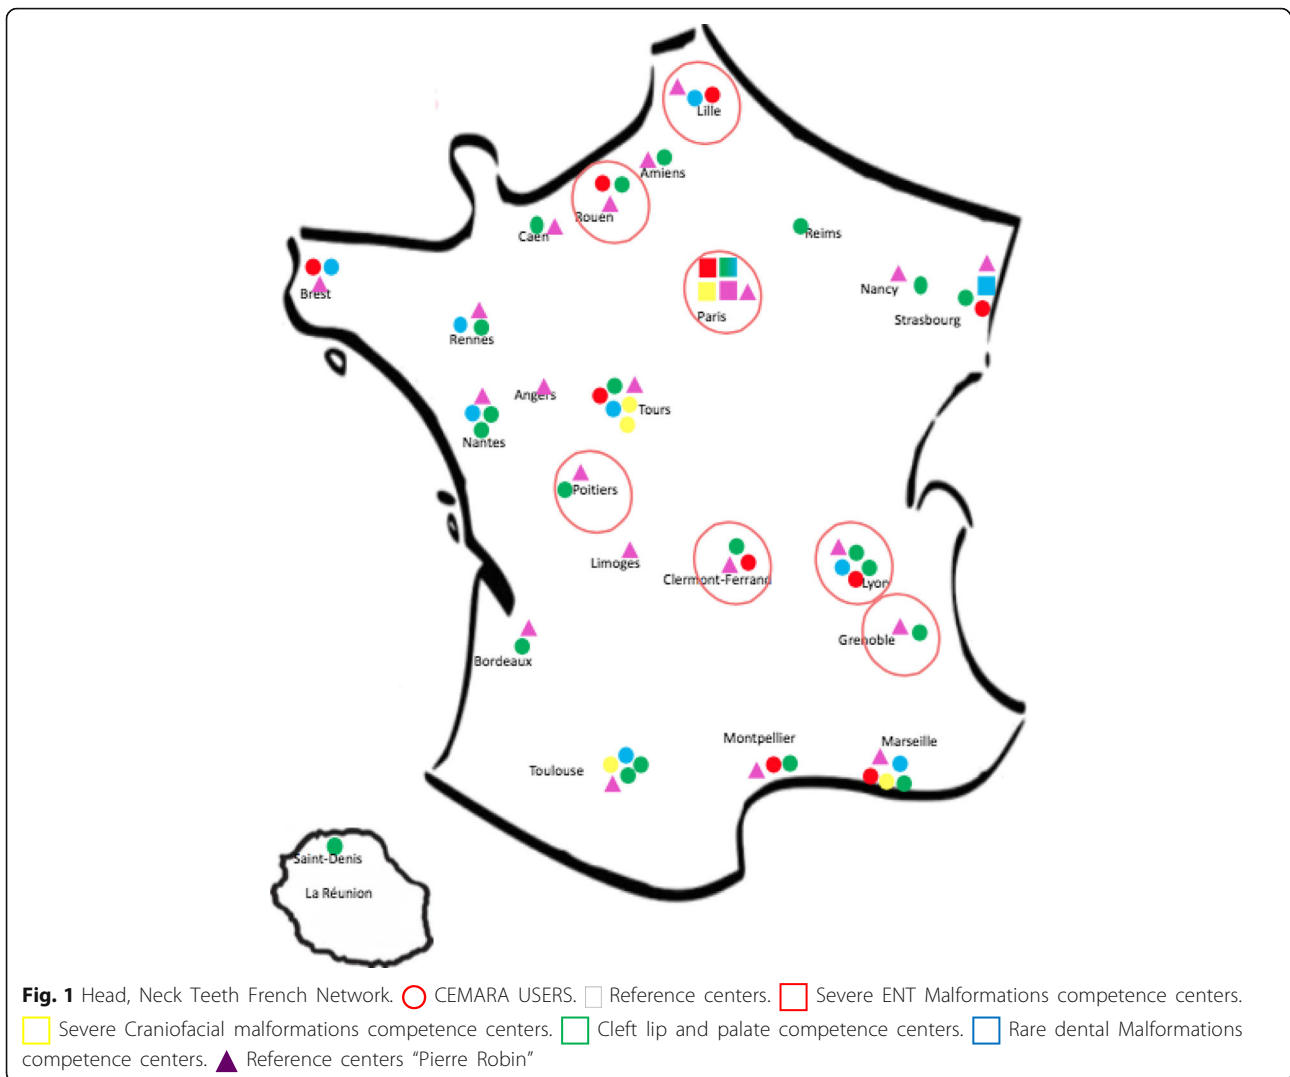 Lille
Amiens
Rouen
Caen
Reims
Brest
Paris
Nancy
Strasbourg
Rennes
Angers
Tours
Nantes
Poitiers
Limoges
Clermont-Ferrand
Lyon
Grenoble
Bordeaux
Montpellier
Marseille
Toulouse
Saint-Denis
La Réunion
Fig. 1 Head, Neck Teeth French Network. CEMARA USERS. Reference centers. Severe ENT Malformations competence centers.
Severe Craniofacial malformations competence centers. Cleft lip and palate competence centers. Rare dental Malformations
competence centers. Reference centers “Pierre Robin”